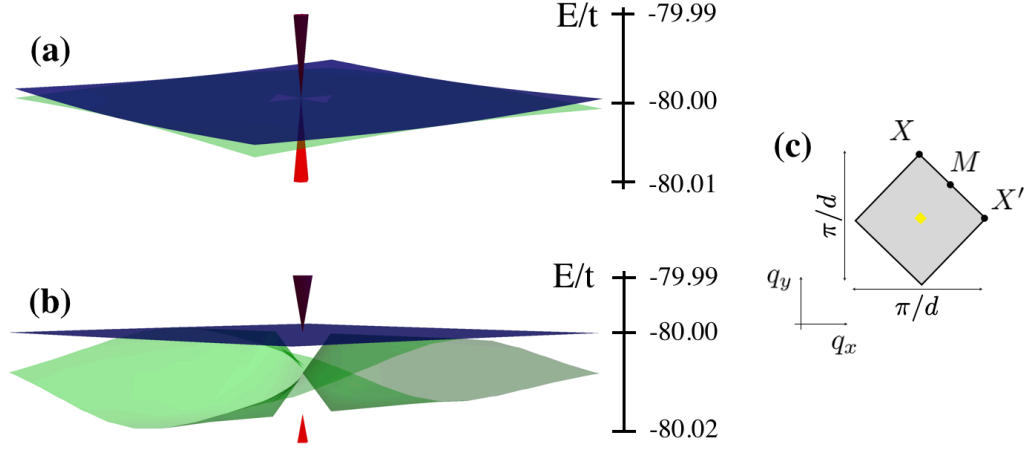 (a)
E/t
-79.99
-80.00
-80.01
(b)
E/t
-79.99
-80.00
-80.02
(c)
X
M
X′
π/d
π/d
q_y
q_x